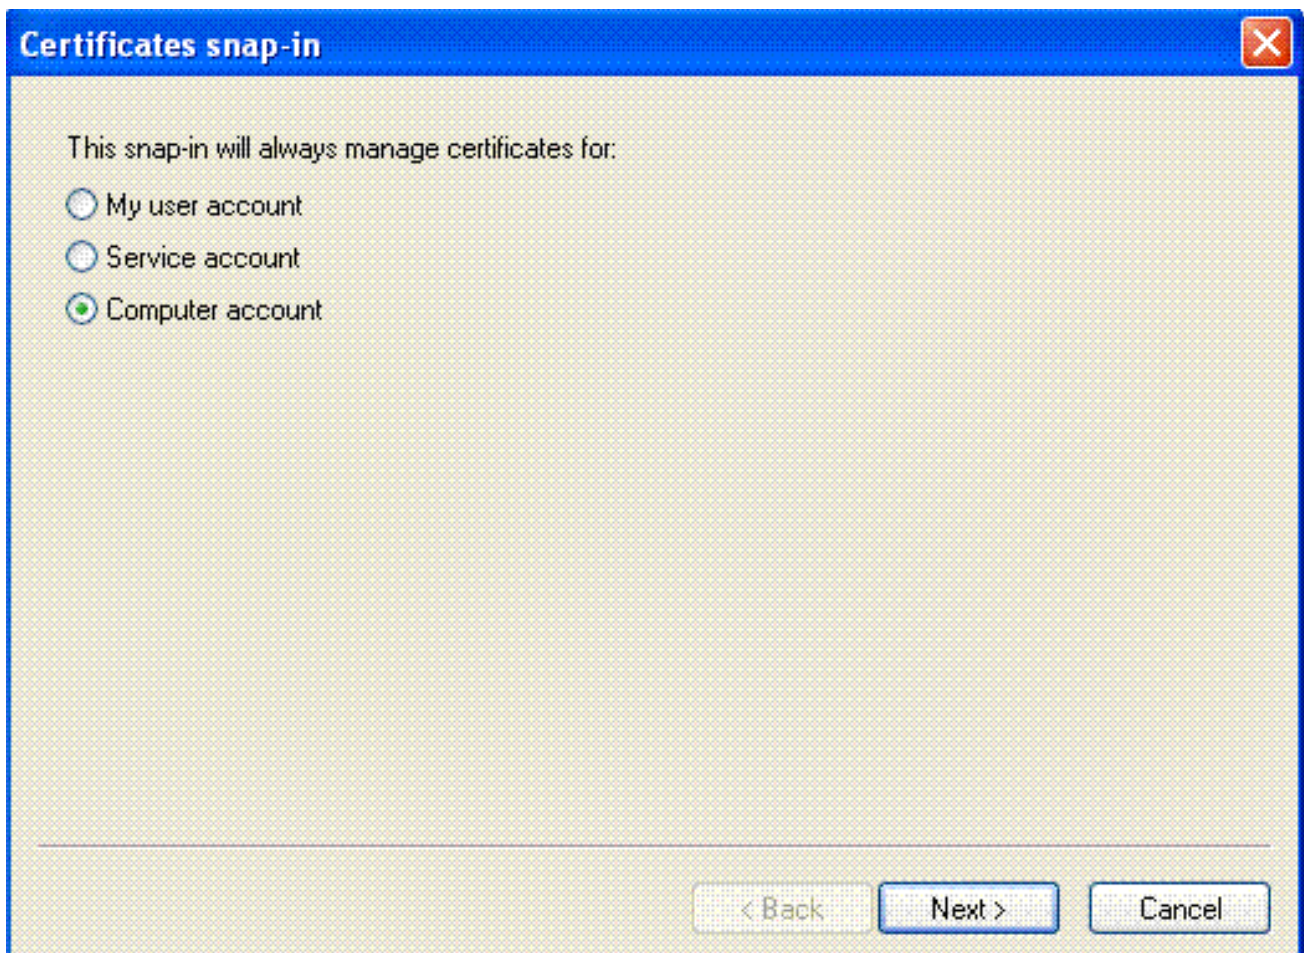 Certificates snap-in
This snap-in will always manage certificates for:
My user account
Service account
Computer account
< Back Next > Cancel